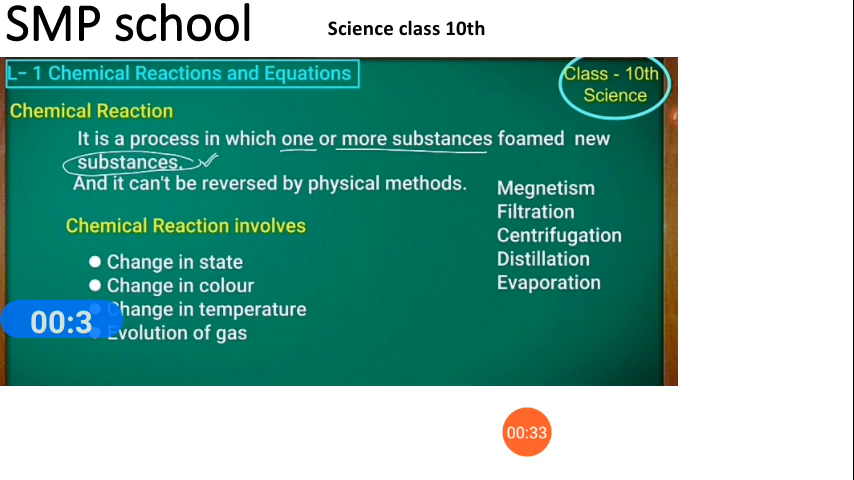 SMP school
Science class 10th
L- 1 Chemical Reactions and Equations
Class - 10th
Science
Chemical Reaction
It is a process in which one or more substances foamed new
substances.
And it can't be reversed by physical methods.
Megnetism
Filtration
Centrifugation
Distillation
Evaporation
Chemical Reaction involves
Change in state
Change in colour
Change in temperature
Evolution of gas
00:3
00:33